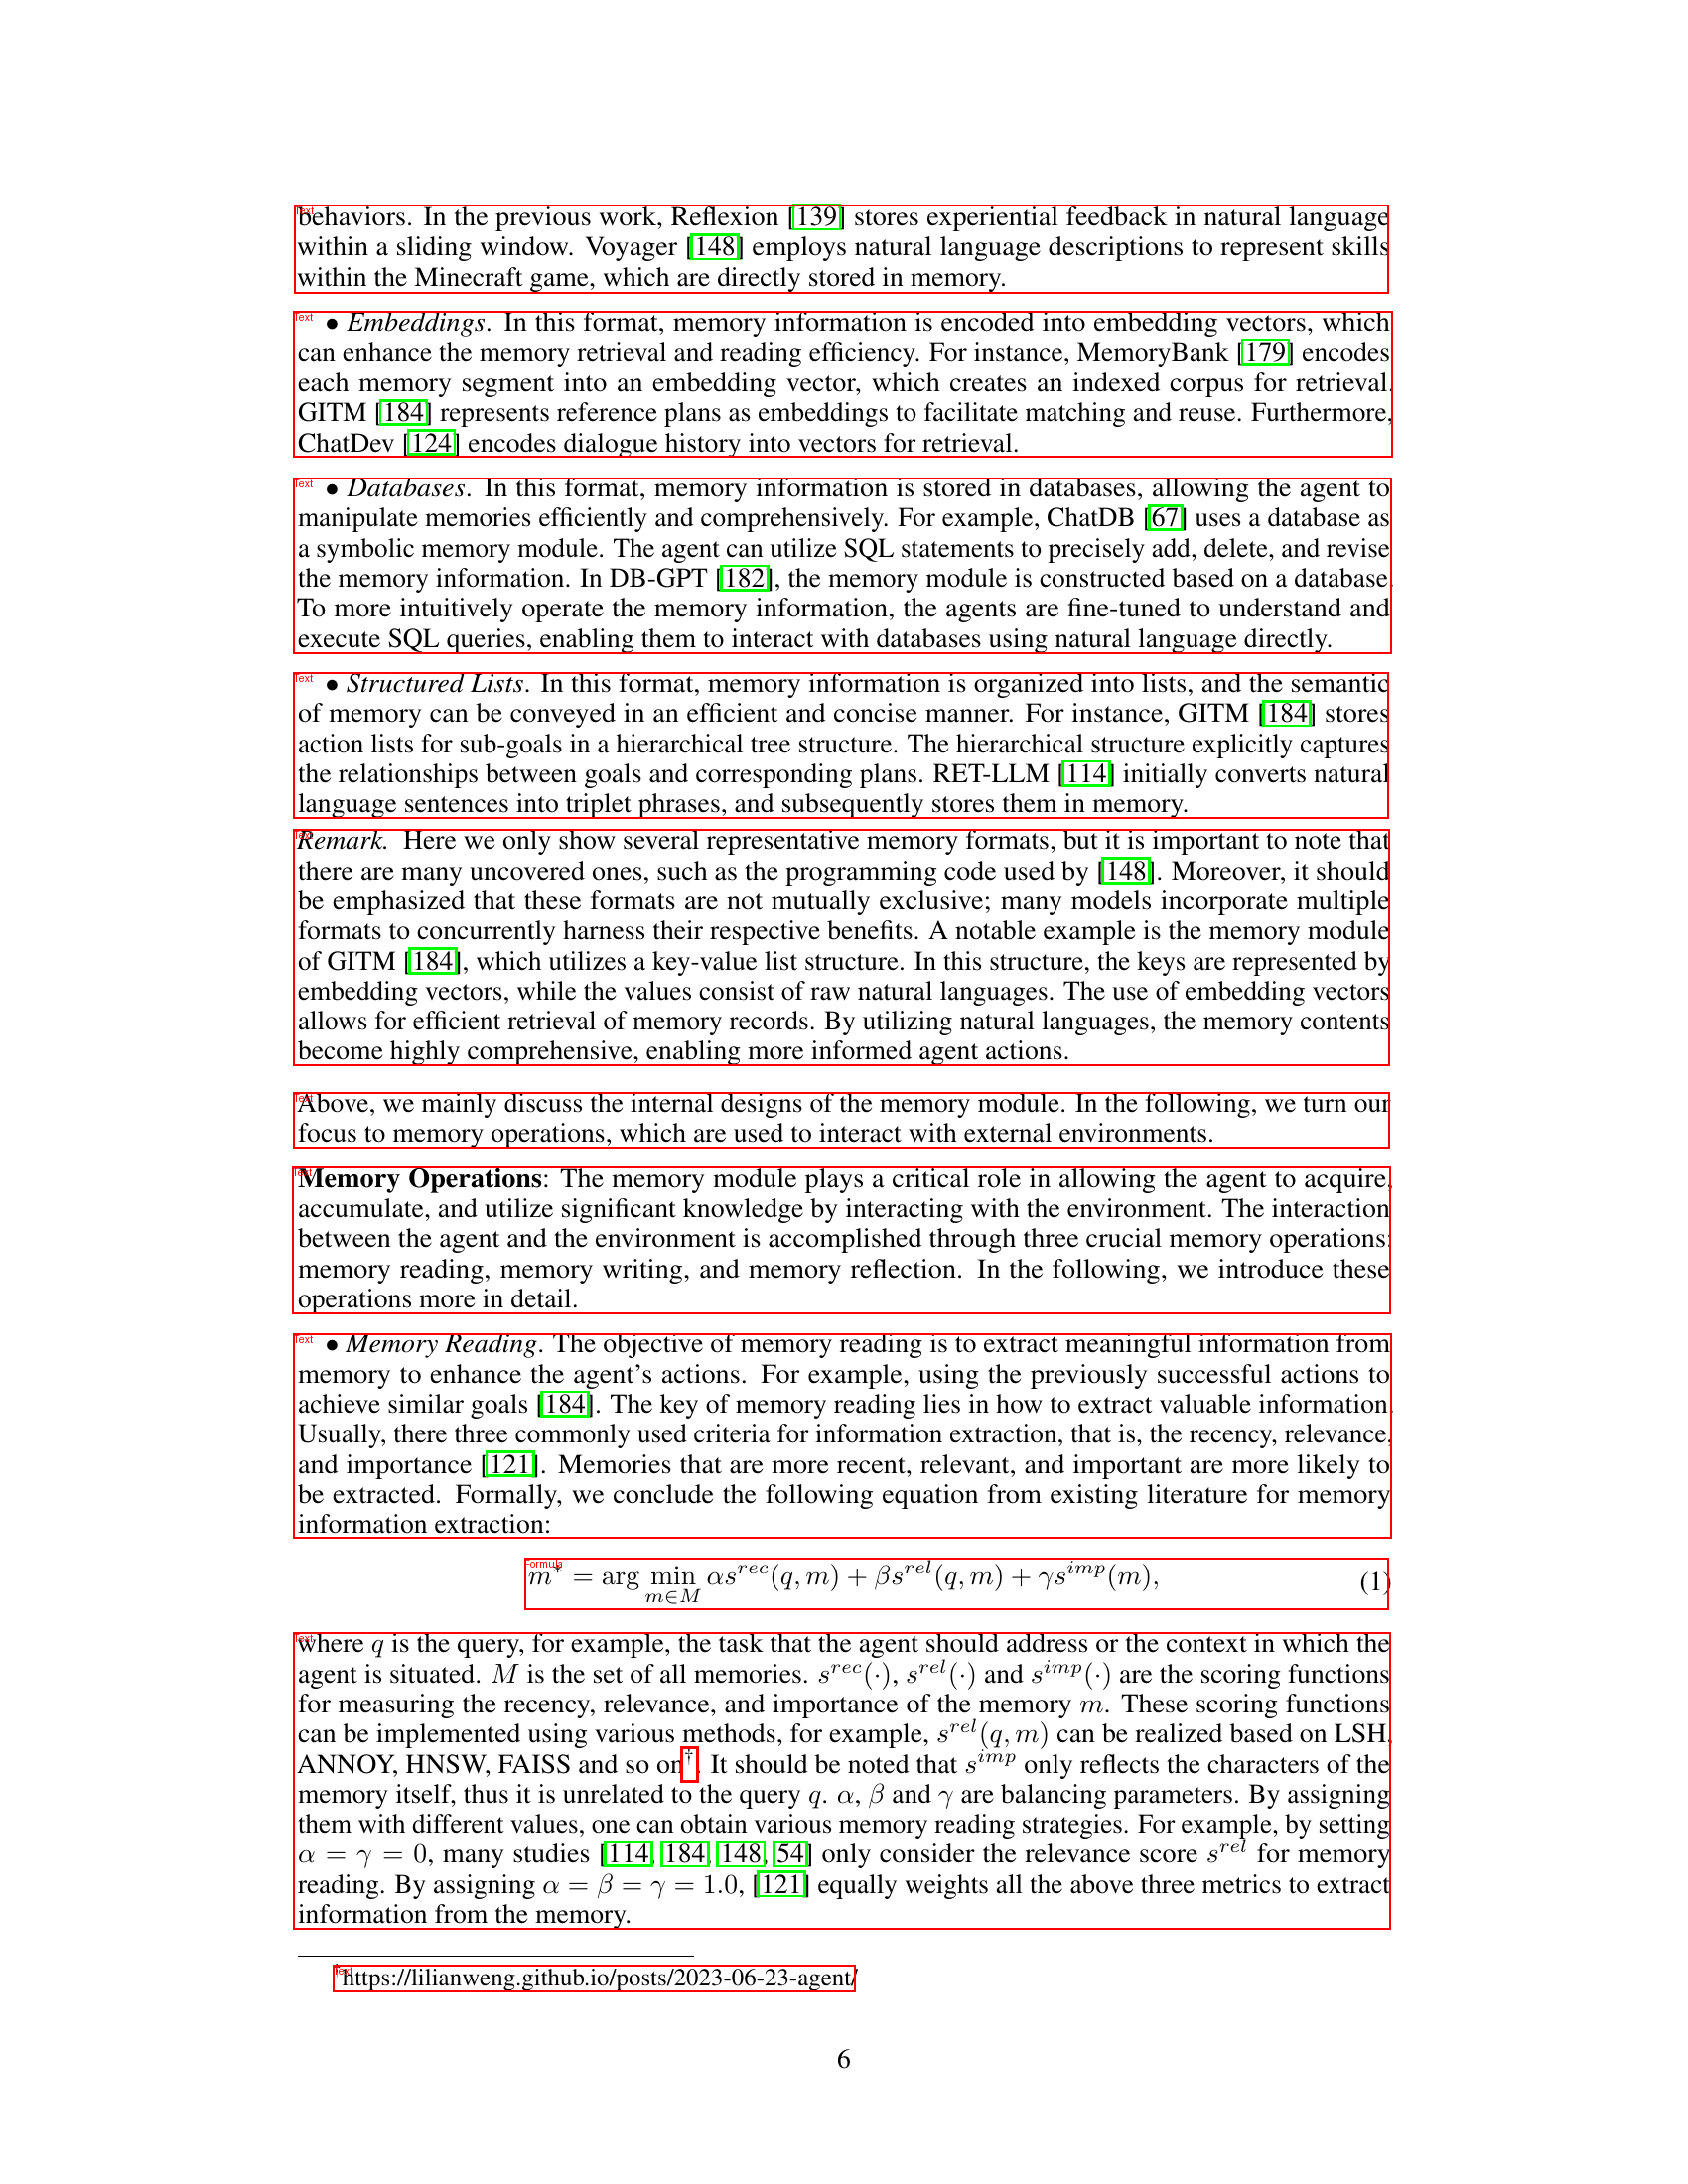 behaviors. In the previous work, Reflexion [139] stores experiential feedback in natural language
within a sliding window. Voyager [148] employs natural language descriptions to represent skills
within the Minecraft game, which are directly stored in memory.
Text
• Embeddings. In this format, memory information is encoded into embedding vectors, which
can enhance the memory retrieval and reading efficiency. For instance, MemoryBank [179] encodes
each memory segment into an embedding vector, which creates an indexed corpus for retrieval.
GITM [184] represents reference plans as embeddings to facilitate matching and reuse. Furthermore,
ChatDev [124] encodes dialogue history into vectors for retrieval.
Text
• Databases. In this format, memory information is stored in databases, allowing the agent to
manipulate memories efficiently and comprehensively. For example, ChatDB [67] uses a database as
a symbolic memory module. The agent can utilize SQL statements to precisely add, delete, and revise
the memory information. In DB-GPT [182], the memory module is constructed based on a database.
To more intuitively operate the memory information, the agents are fine-tuned to understand and
execute SQL queries, enabling them to interact with databases using natural language directly.
Text
• Structured Lists. In this format, memory information is organized into lists, and the semantic
of memory can be conveyed in an efficient and concise manner. For instance, GITM [184] stores
action lists for sub-goals in a hierarchical tree structure. The hierarchical structure explicitly captures
the relationships between goals and corresponding plans. RET-LLM [114] initially converts natural
language sentences into triplet phrases, and subsequently stores them in memory.
Text
Remark. Here we only show several representative memory formats, but it is important to note that
there are many uncovered ones, such as the programming code used by [148]. Moreover, it should
be emphasized that these formats are not mutually exclusive; many models incorporate multiple
formats to concurrently harness their respective benefits. A notable example is the memory module
of GITM [184], which utilizes a key-value list structure. In this structure, the keys are represented by
embedding vectors, while the values consist of raw natural languages. The use of embedding vectors
allows for efficient retrieval of memory records. By utilizing natural languages, the memory contents
become highly comprehensive, enabling more informed agent actions.
Text
Above, we mainly discuss the internal designs of the memory module. In the following, we turn our
focus to memory operations, which are used to interact with external environments.
Text
Memory Operations: The memory module plays a critical role in allowing the agent to acquire,
accumulate, and utilize significant knowledge by interacting with the environment. The interaction
between the agent and the environment is accomplished through three crucial memory operations:
memory reading, memory writing, and memory reflection. In the following, we introduce these
operations more in detail.
Text
• Memory Reading. The objective of memory reading is to extract meaningful information from
memory to enhance the agent's actions. For example, using the previously successful actions to
achieve similar goals [184]. The key of memory reading lies in how to extract valuable information.
Usually, there three commonly used criteria for information extraction, that is, the recency, relevance,
and importance [121]. Memories that are more recent, relevant, and important are more likely to
be extracted. Formally, we conclude the following equation from existing literature for memory
information extraction:
Formula
m* = arg min_{m∈M} αs^{rec}(q, m) + βs^{rel}(q, m) + γs^{imp}(m), (1)
Text
where q is the query, for example, the task that the agent should address or the context in which the
agent is situated. M is the set of all memories. s^{rec}(·), s^{rel}(·) and s^{imp}(·) are the scoring functions
for measuring the recency, relevance, and importance of the memory m. These scoring functions
can be implemented using various methods, for example, s^{rel}(q, m) can be realized based on LSH,
ANNOY, HNSW, FAISS and so on†. It should be noted that s^{imp} only reflects the characters of the
memory itself, thus it is unrelated to the query q. α, β and γ are balancing parameters. By assigning
them with different values, one can obtain various memory reading strategies. For example, by setting
α = γ = 0, many studies [114, 184, 148, 54] only consider the relevance score s^{rel} for memory
reading. By assigning α = β = γ = 1.0, [121] equally weights all the above three metrics to extract
information from the memory.
Text
†https://lilianweng.github.io/posts/2023-06-23-agent/
6